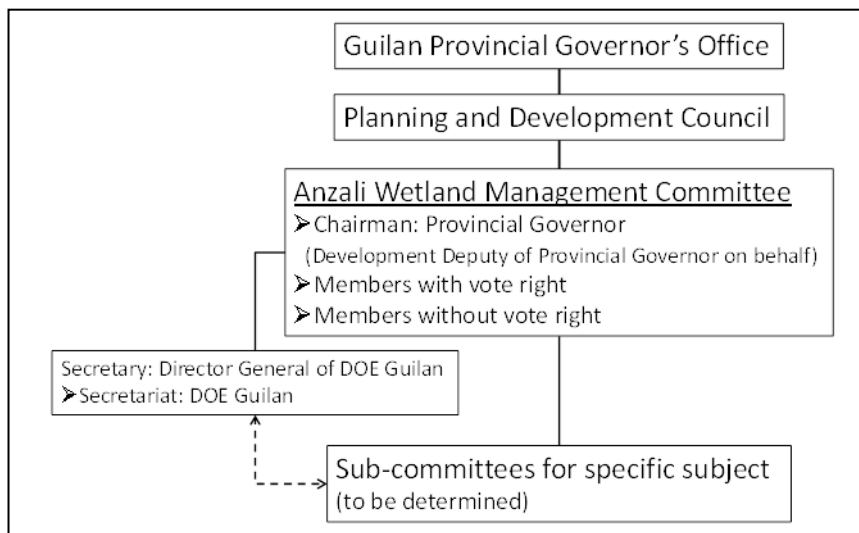 Guilan Provincial Governor’s Office
Planning and Development Council
Anzali Wetland Management Committee
➤Chairman: Provincial Governor
(Development Deputy of Provincial Governor on behalf)
➤Members with vote right
➤Members without vote right
Secretary: Director General of DOE Guilan
➤Secretariat: DOE Guilan
Sub-committees for specific subject
(to be determined)